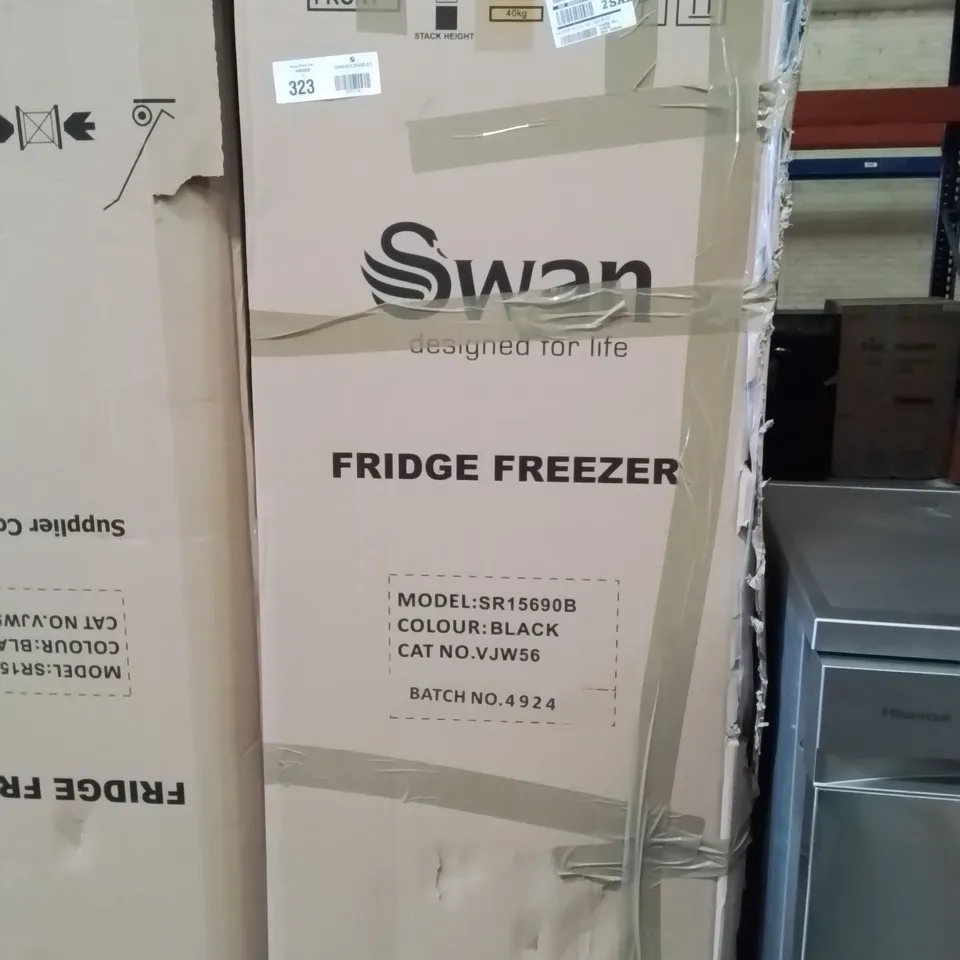 FRONT
STACK HEIGHT
40kg
323
Swan
designed for life
FRIDGE FREEZER
MODEL:SR15690B
COLOUR:BLACK
CAT NO.VJW56
BATCH NO.4924
FRIDGE FR
MODEL:SR15
COLOUR:BLA
CAT NO.VJW5
Supplier Co
Hisense